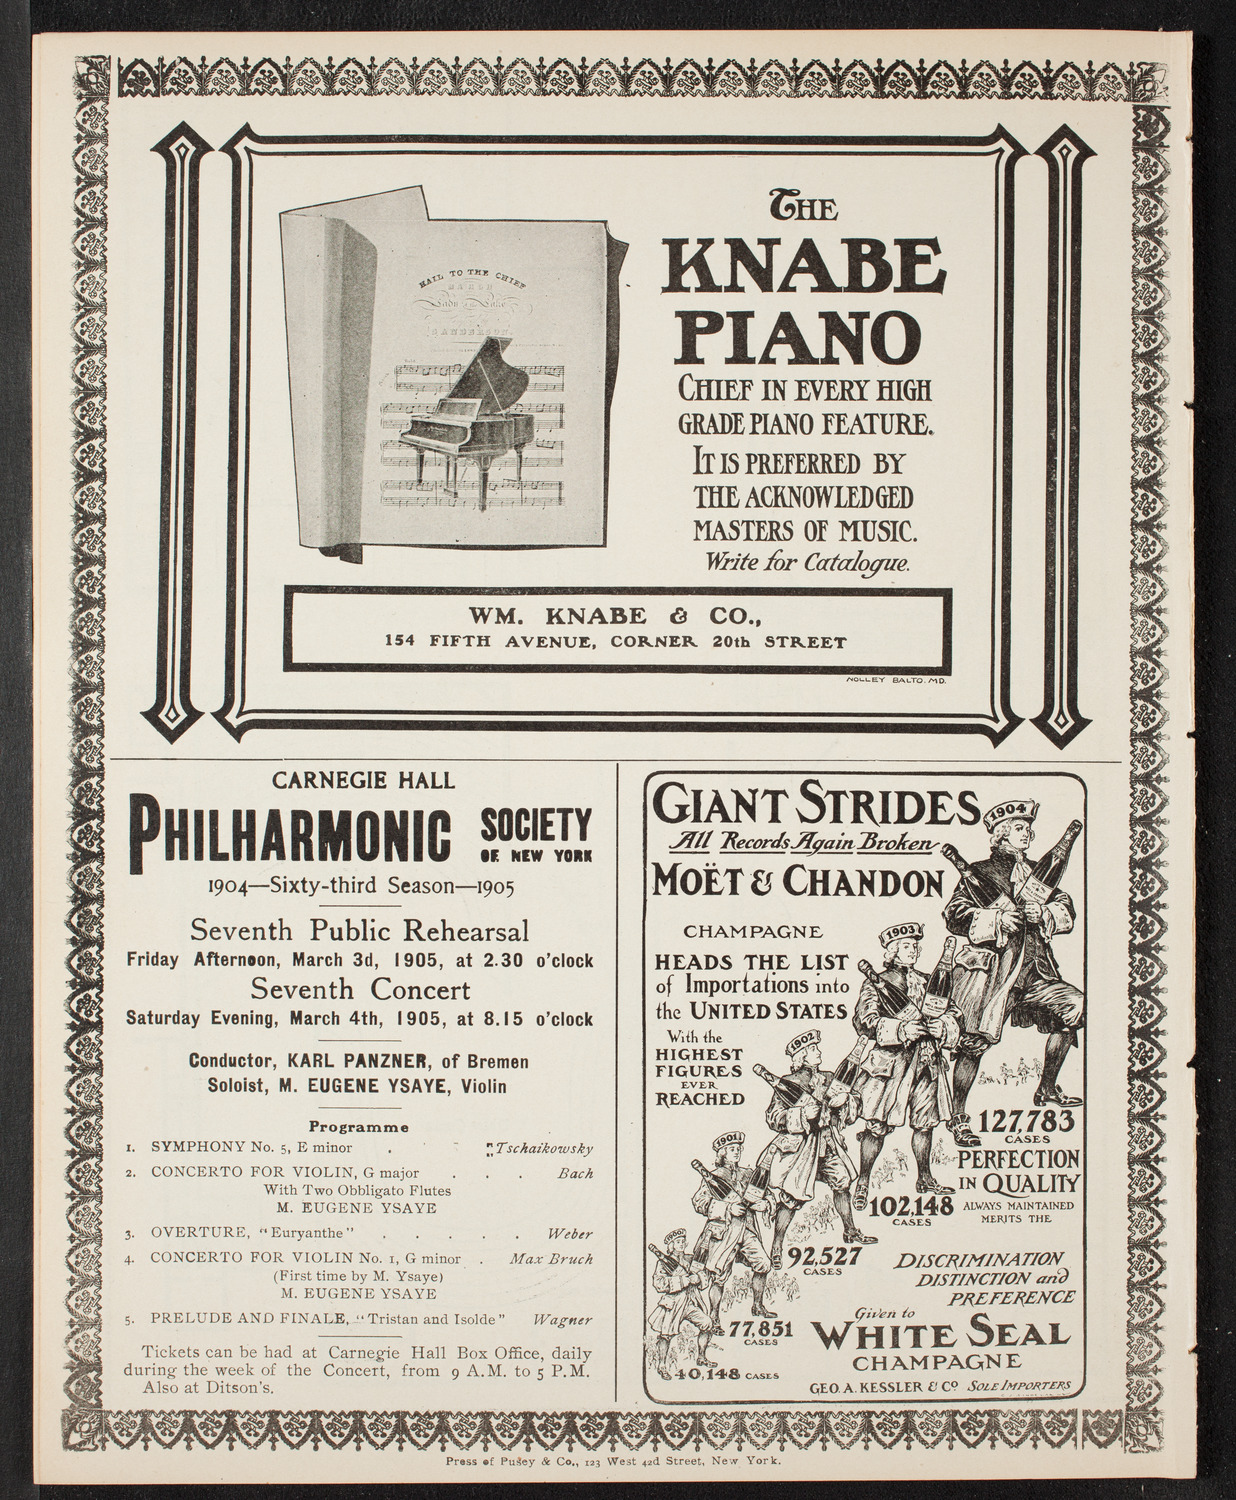 HAIL TO THE CHIEF
MARCH
Lady of the Lake
SANDERSON.
THE
KNABE
PIANO
CHIEF IN EVERY HIGH
GRADE PIANO FEATURE.
IT IS PREFERRED BY
THE ACKNOWLEDGED
MASTERS OF MUSIC.
Write for Catalogue.
WM. KNABE & CO.,
154 FIFTH AVENUE, CORNER 20th STREET
NOLLEY BALTO. MD.
CARNEGIE HALL
PHILHARMONIC SOCIETY
OF NEW YORK
1904—Sixty-third Season—1905
Seventh Public Rehearsal
Friday Afternoon, March 3d, 1905, at 2.30 o'clock
Seventh Concert
Saturday Evening, March 4th, 1905, at 8.15 o'clock
Conductor, KARL PANZNER, of Bremen
Soloist, M. EUGENE YSAYE, Violin
Programme
1. SYMPHONY No. 5, E minor . Tschaikowsky
2. CONCERTO FOR VIOLIN, G major . . . Bach
With Two Obbligato Flutes
M. EUGENE YSAYE
3. OVERTURE, "Euryanthe" . . . . . . Weber
4. CONCERTO FOR VIOLIN No. 1, G minor . Max Bruch
(First time by M. Ysaye)
M. EUGENE YSAYE
5. PRELUDE AND FINALE, "Tristan and Isolde" Wagner
Tickets can be had at Carnegie Hall Box Office, daily
during the week of the Concert, from 9 A.M. to 5 P.M.
Also at Ditson's.
GIANT STRIDES
All Records Again Broken
MOËT & CHANDON
CHAMPAGNE
HEADS THE LIST
of Importations into
the UNITED STATES
With the
HIGHEST
FIGURES
EVER
REACHED
1904
1903
1902
1901
1900
127,783
CASES
PERFECTION
IN QUALITY
ALWAYS MAINTAINED
MERITS THE
102,148
CASES
92,527
CASES
77,851
CASES
40,148 CASES
DISCRIMINATION
DISTINCTION and
PREFERENCE
Given to
WHITE SEAL
CHAMPAGNE
GEO. A. KESSLER & CO SOLE IMPORTERS
Press of Pusey & Co., 123 West 42d Street, New York.